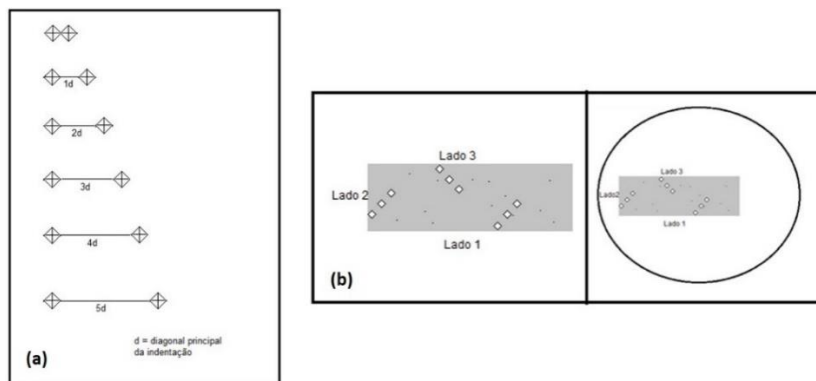 1d
2d
3d
4d
5d
d = diagonal principal
da indentação
(a)
Lado 3
Lado 2
Lado 1
(b)
Lado 3
Lado2
Lado 1